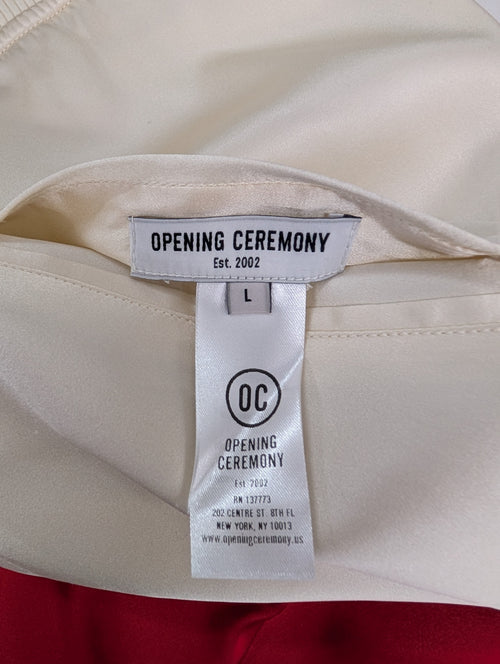 OPENING CEREMONY
Est. 2002
L
OC
OPENING
CEREMONY
Est. 2002
RN 137773
202 CENTRE ST. 8TH FL
NEW YORK, NY 10013
www.openingceremony.us